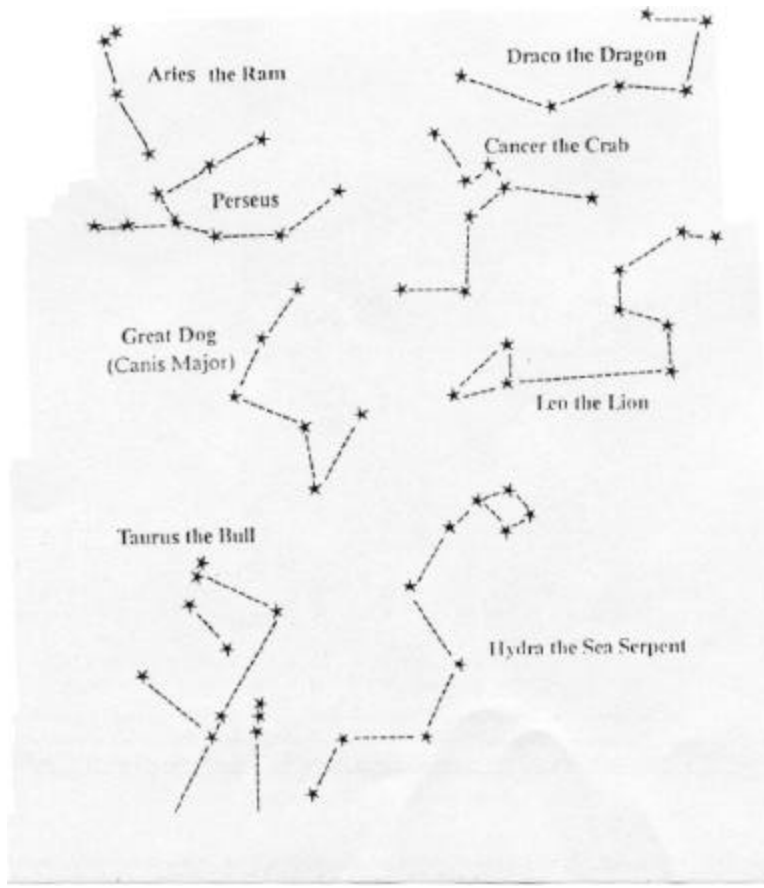 Draco the Dragon
Aries the Ram
Cancer the Crab
Perseus
Great Dog
(Canis Major)
Leo the Lion
Taurus the Bull
Hydra the Sea Serpent